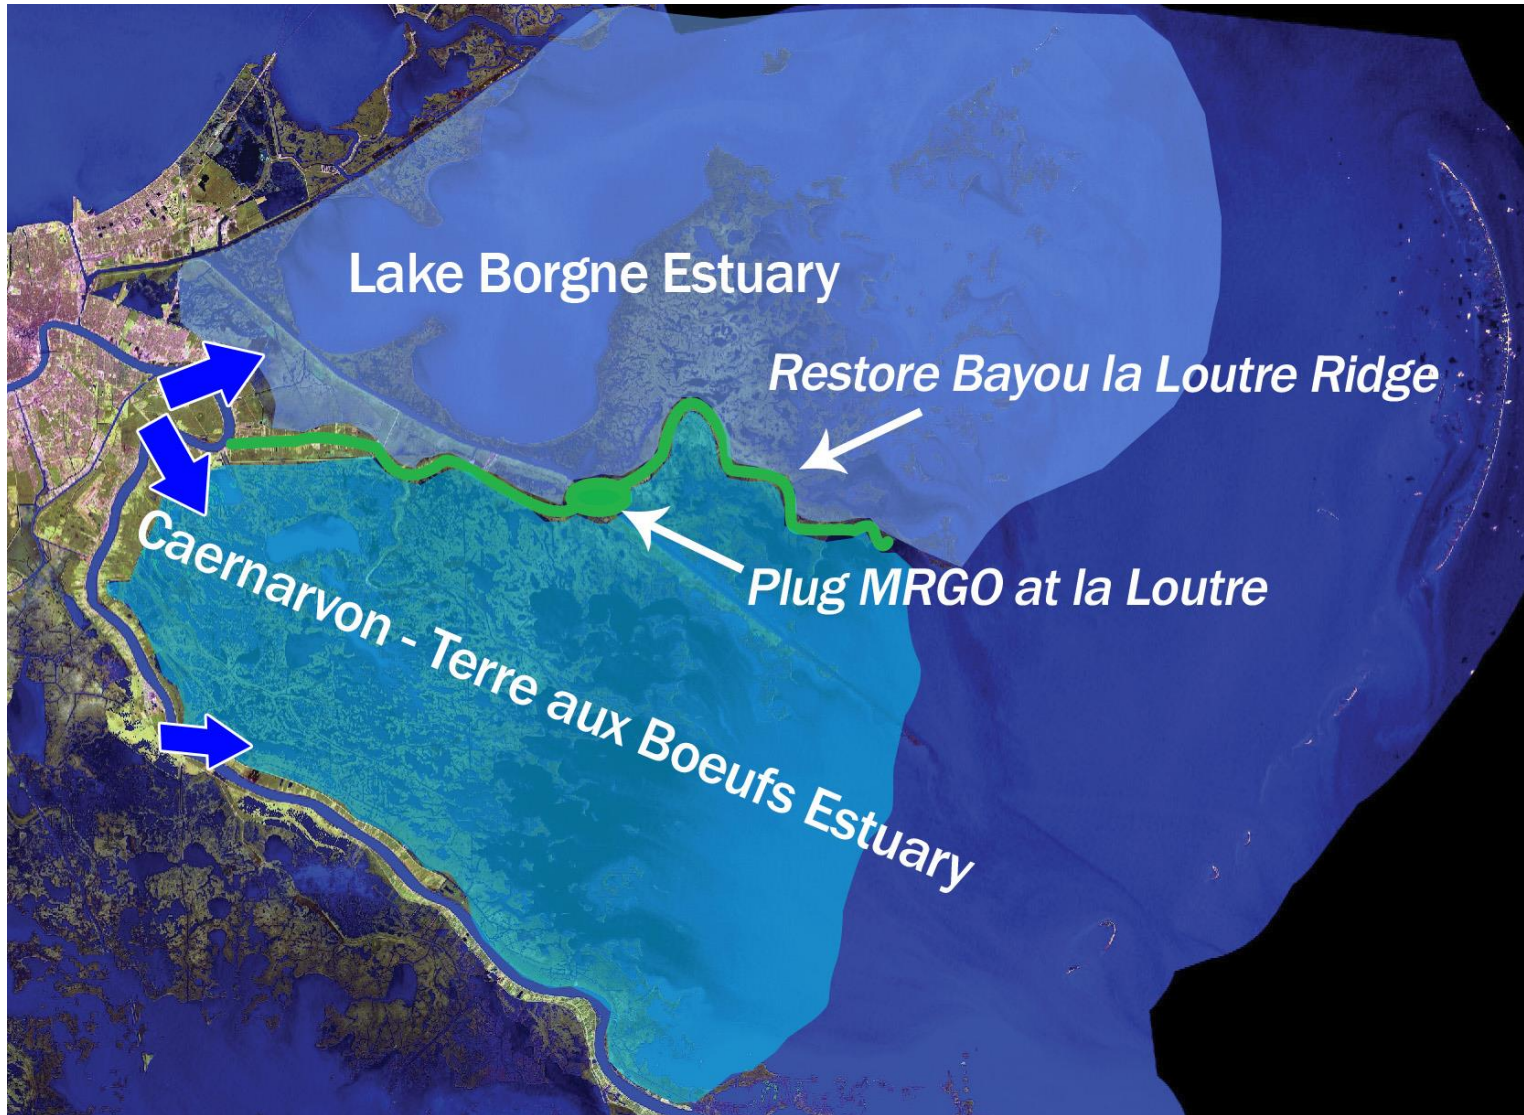 Lake Borgne Estuary
Restore Bayou la Loutre Ridge
Plug MRGO at la Loutre
Caernarvon - Terre aux Boeufs Estuary